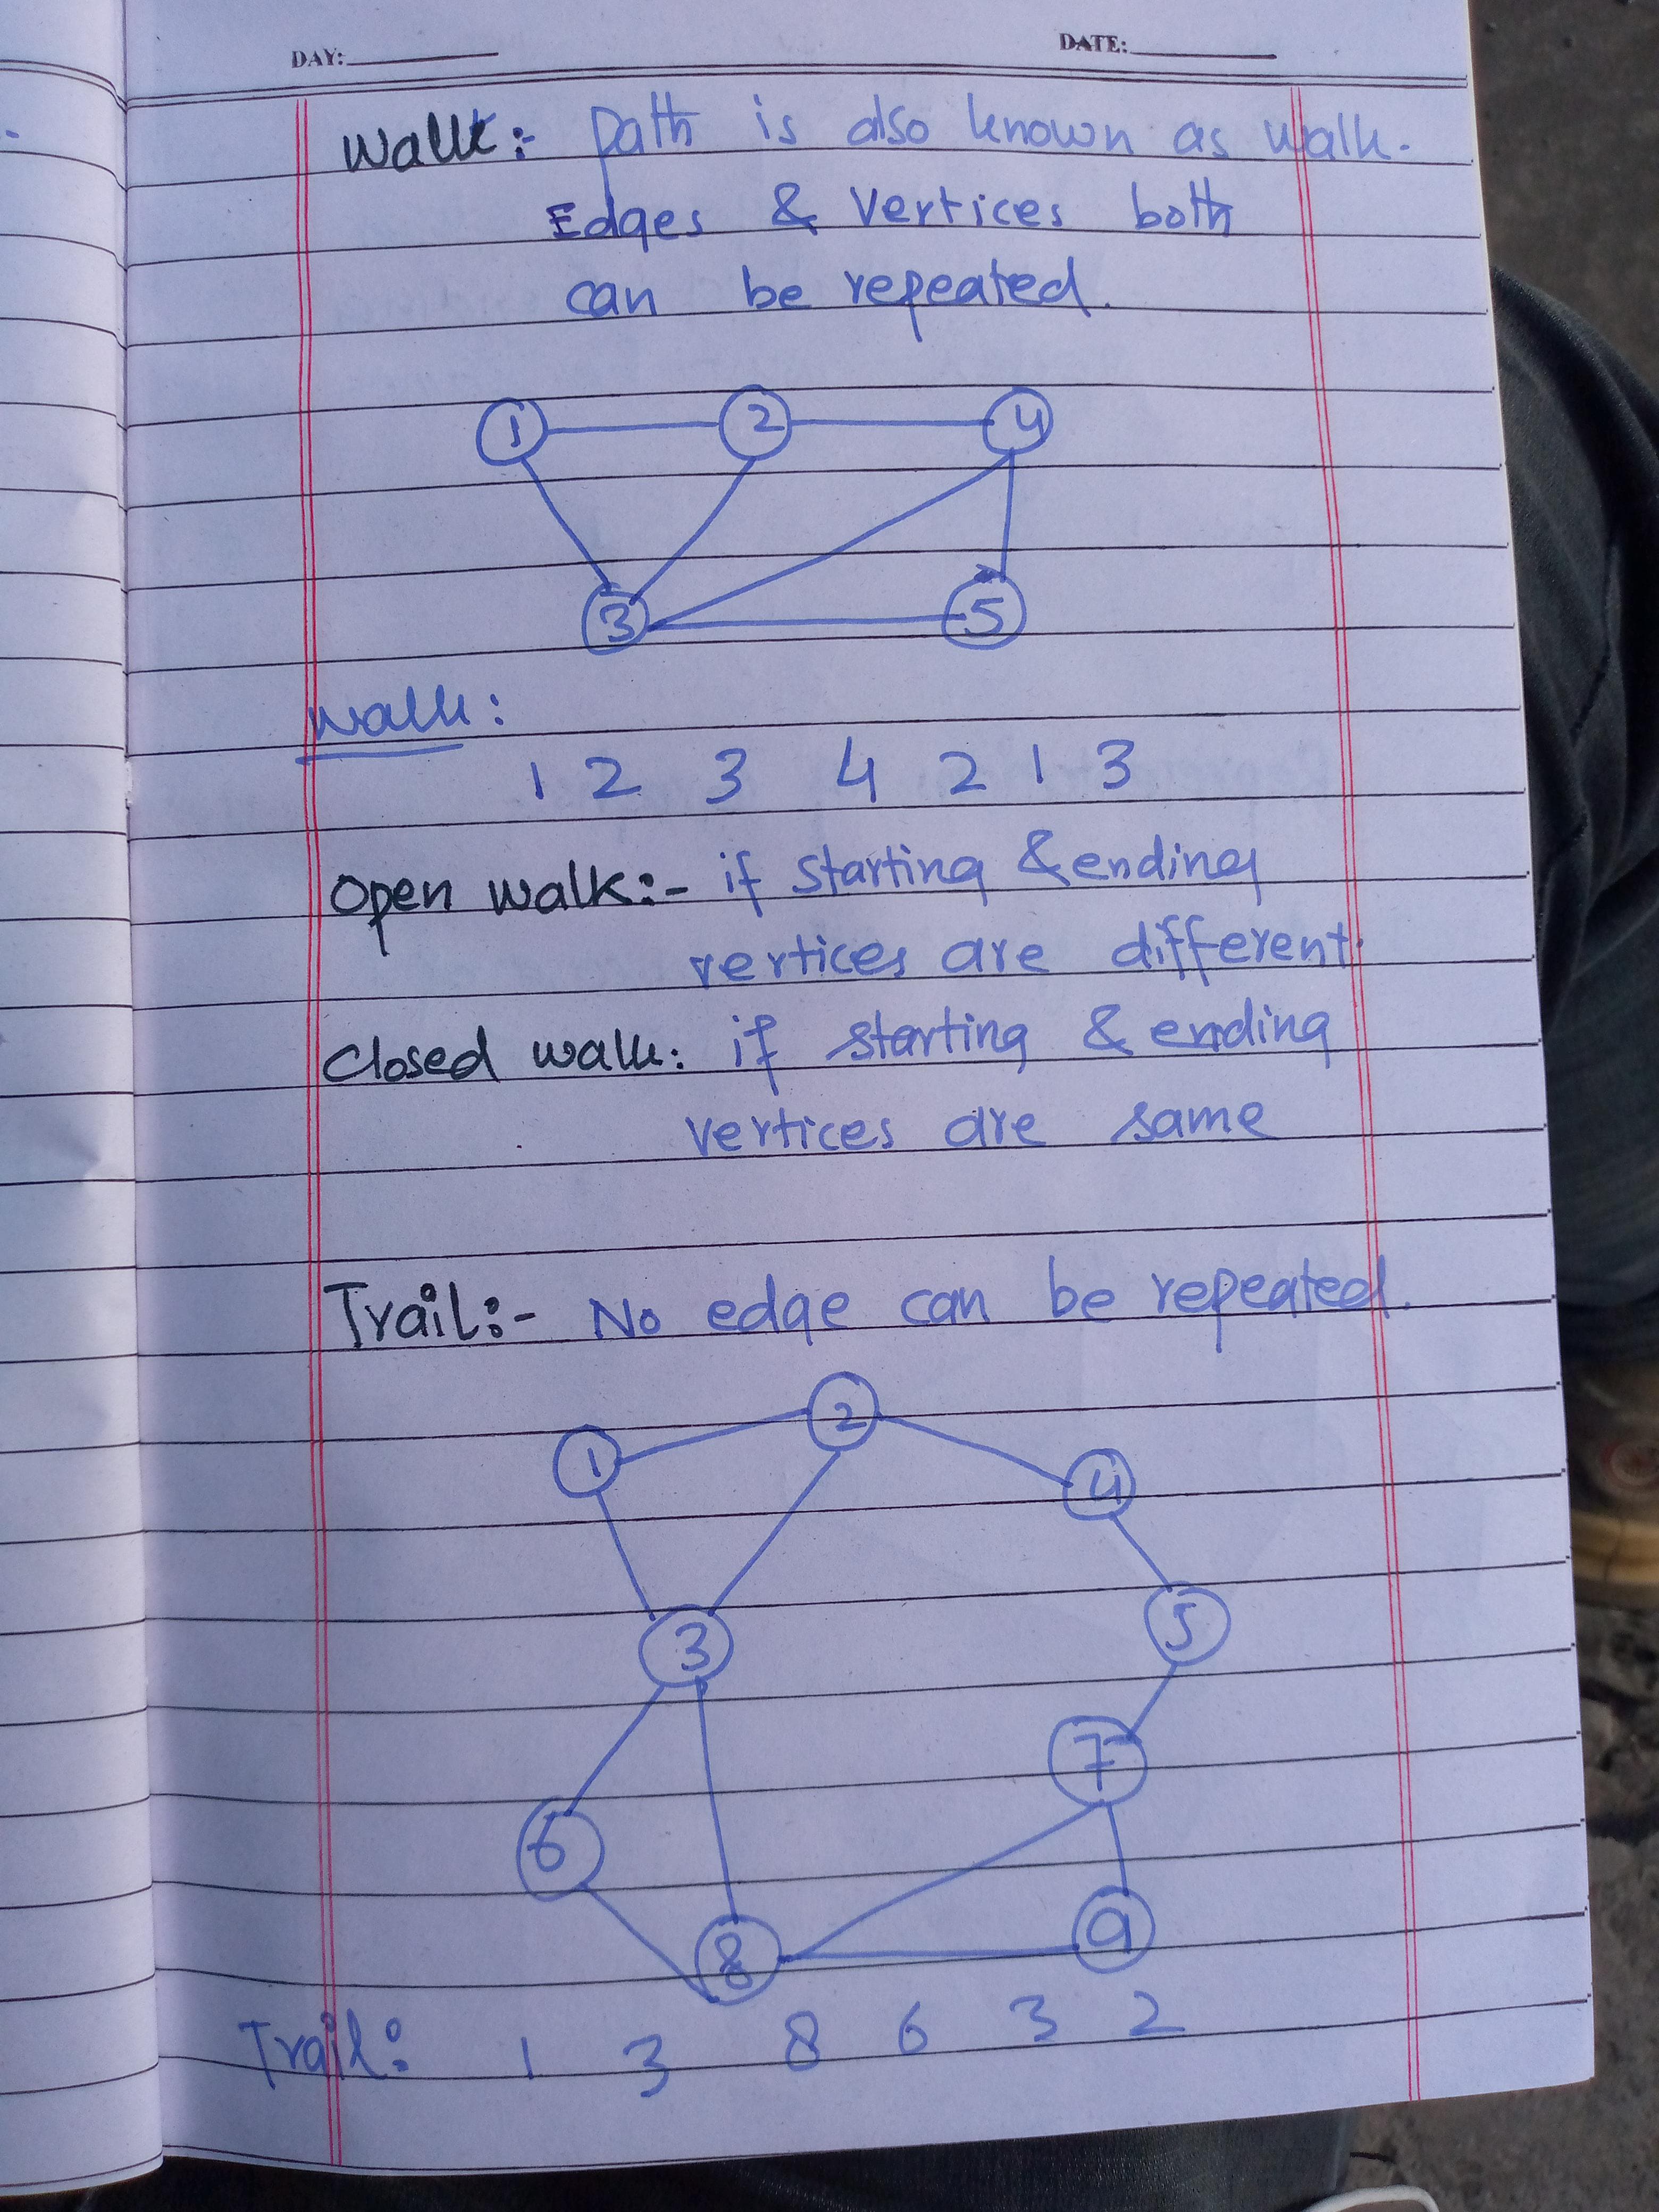 DAY: DATE:
Walk:- Path is also known as walk.
Edges & Vertices both
can be repeated.
1 2 4
3 5
Walk:
1 2 3 4 2 1 3
Open walk:- if starting & ending
vertices are different.
Closed walk: if starting & ending
vertices are same
Trail:- No edge can be repeated.
2
1
4
5
3
7
6
9
8
Trail: 1 3 8 6 3 2